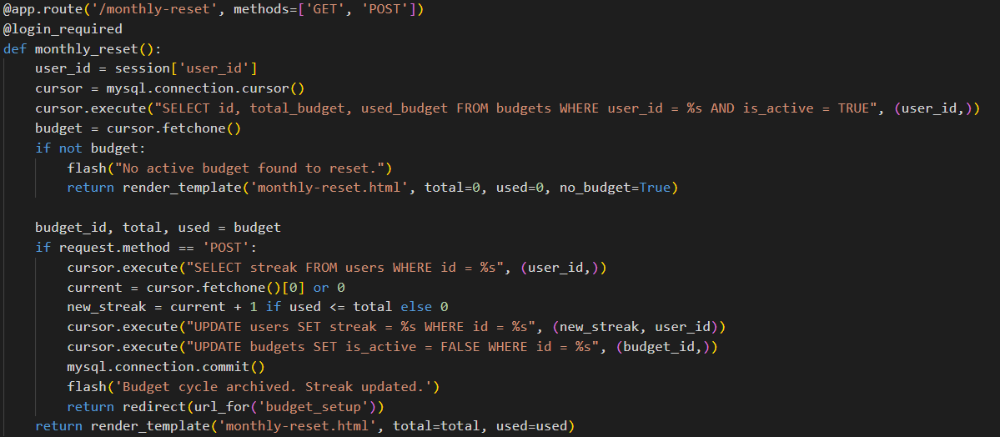 @app.route('/monthly-reset', methods=['GET', 'POST'])
@login_required
def monthly_reset():
    user_id = session['user_id']
    cursor = mysql.connection.cursor()
    cursor.execute("SELECT id, total_budget, used_budget FROM budgets WHERE user_id = %s AND is_active = TRUE", (user_id,))
    budget = cursor.fetchone()
    if not budget:
        flash("No active budget found to reset.")
        return render_template('monthly-reset.html', total=0, used=0, no_budget=True)

    budget_id, total, used = budget
    if request.method == 'POST':
        cursor.execute("SELECT streak FROM users WHERE id = %s", (user_id,))
        current = cursor.fetchone()[0] or 0
        new_streak = current + 1 if used <= total else 0
        cursor.execute("UPDATE users SET streak = %s WHERE id = %s", (new_streak, user_id))
        cursor.execute("UPDATE budgets SET is_active = FALSE WHERE id = %s", (budget_id,))
        mysql.connection.commit()
        flash('Budget cycle archived. Streak updated.')
        return redirect(url_for('budget_setup'))
    return render_template('monthly-reset.html', total=total, used=used)